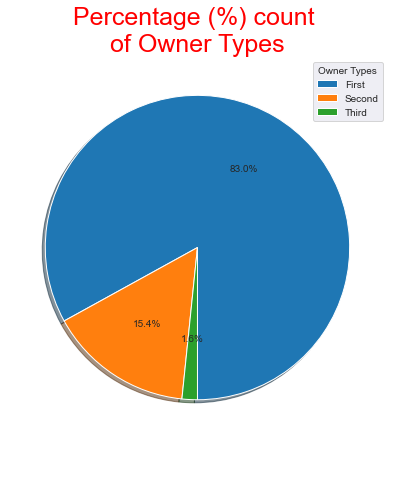 Percentage (%) count
of Owner Types
Owner Types
First
Second
Third
83.0%
15.4%
1.6%